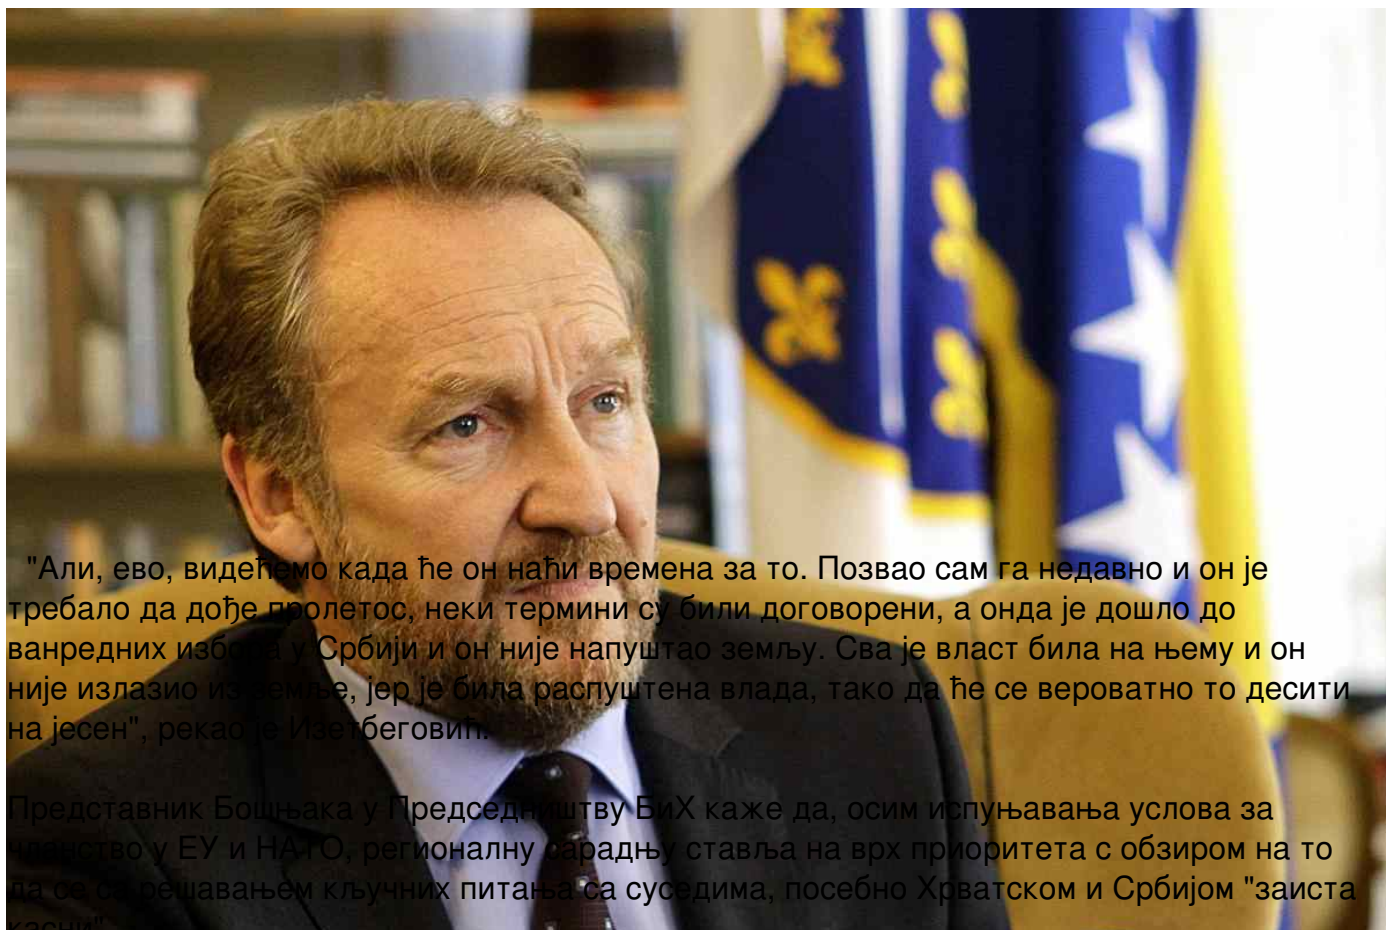 "Али, ево, видећемо када ће он наћи времена за то. Позвао сам га недавно и он је
требало да дође пролетос, неки термини су били договорени, а онда је дошло до
ванредних избора у Србији и он није напуштао земљу. Сва је власт била на њему и он
није излазио из земље, јер је била распуштена влада, тако да ће се вероватно то десити
на јесен", рекао је Изетбеговић.
Представник Бошњака у Председништву БиХ каже да, осим испуњавања услова за
чланство у ЕУ и НАТО, регионалну сарадњу ставља на врх приоритета с обзиром на то
да се са решавањем кључних питања са суседима, посебно Хрватском и Србијом "заиста
касни".